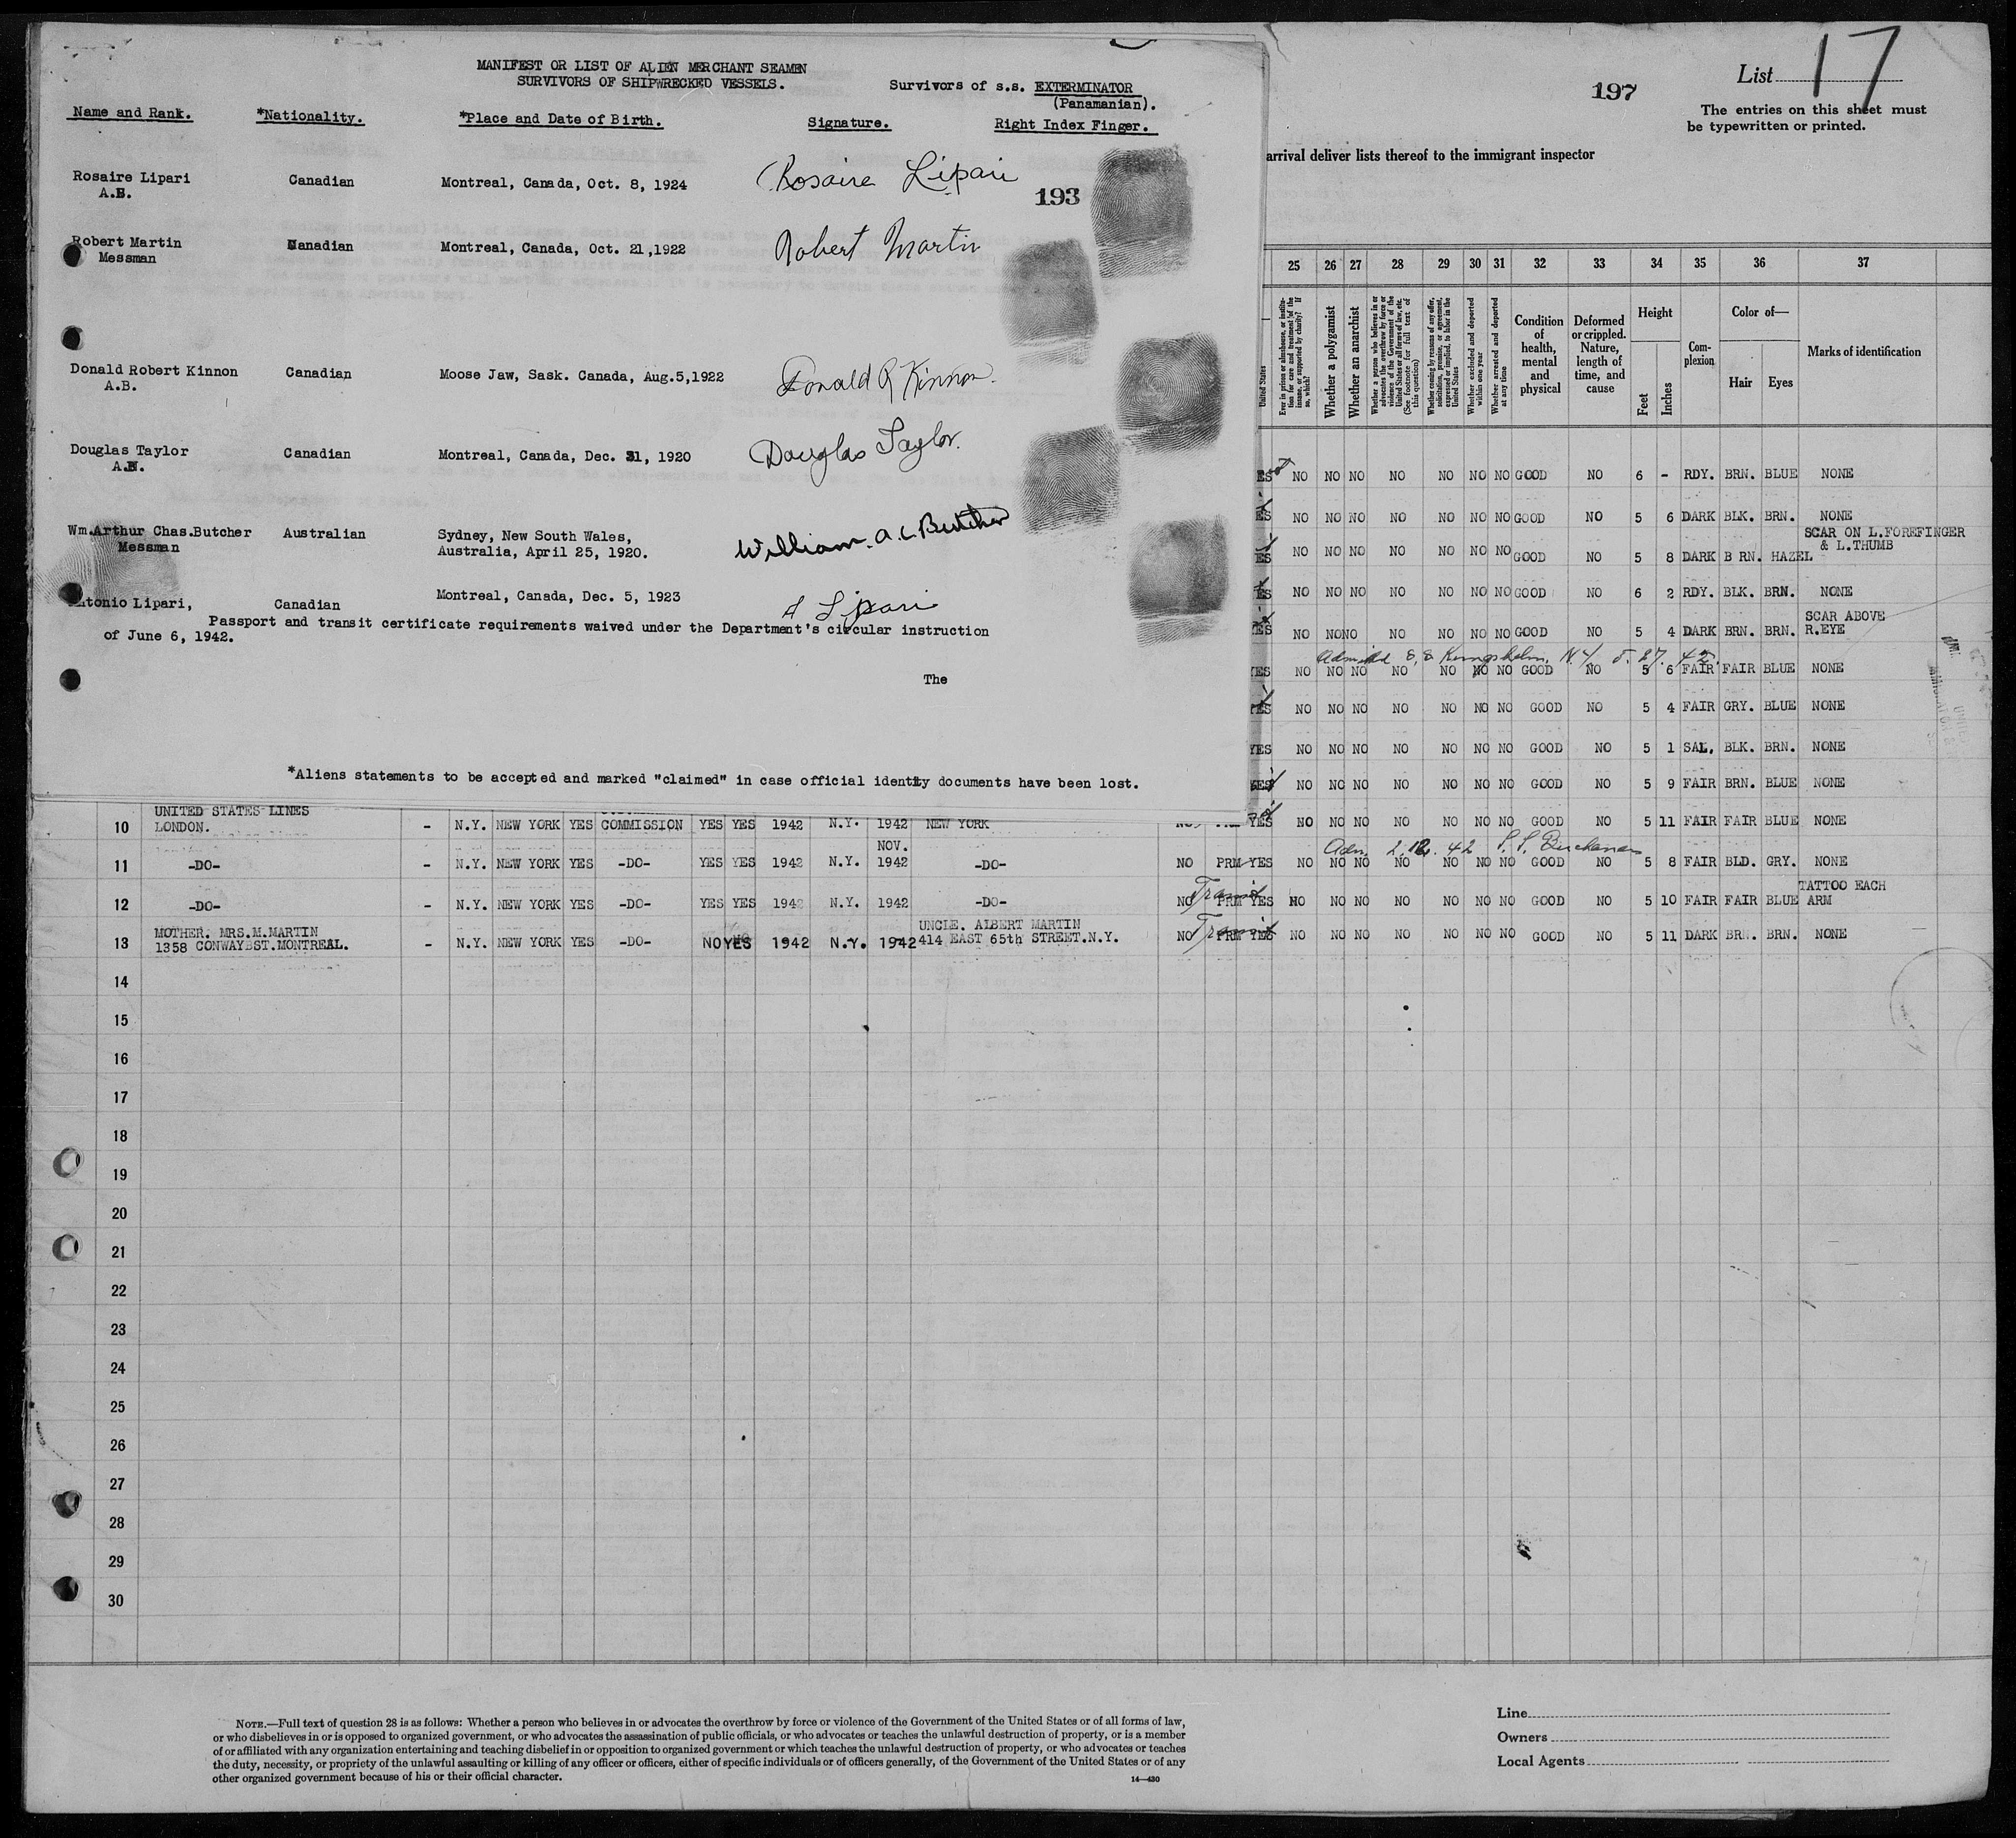 MANIFEST OR LIST OF ALIEN MERCHANT SEAMEN
SURVIVORS OF SHIPWRECKED VESSELS.
Survivors of s.s. EXTERMINATOR
(Panamanian).
Name and Rank. *Nationality. *Place and Date of Birth. Signature. Right Index Finger.
Rosaire Lipari Canadian Montreal, Canada, Oct. 8, 1924 Rosaire Lipari
A.B.
193
Robert Martin Canadian Montreal, Canada, Oct. 21,1922 Robert Martin
Messman
Donald Robert Kinnon Canadian Moose Jaw, Sask. Canada, Aug.5,1922 Donald R Kinnon.
A.B.
Douglas Taylor Canadian Montreal, Canada, Dec. 31, 1920 Douglas Taylor.
Wm.Arthur Chas.Butcher Australian Sydney, New South Wales, William. A. C. Butcher
Messman Australia, April 25, 1920.
Antonio Lipari, Canadian Montreal, Canada, Dec. 5, 1923 A Lipari
Passport and transit certificate requirements waived under the Department's circular instruction
of June 6, 1942.
The
*Aliens statements to be accepted and marked "claimed" in case official identity documents have been lost.
197
List 17
The entries on this sheet must
be typewritten or printed.
arrival deliver lists thereof to the immigrant inspector
25 26 27 28 29 30 31 32 33 34 35 36 37
United States
Whether a polygamist
Whether an anarchist
Whether excluded and deported within one year
Whether arrested and deported at any time
Condition of health, mental and physical
Deformed or crippled. Nature, length of time, and cause
Height
Feet
Inches
Com-plexion
Color of—
Hair Eyes
Marks of identification
ES NO NO NO NO NO NO NO GOOD NO 6 - RDY. BRN. BLUE NONE
ES NO NO NO NO NO NO NO GOOD NO 5 6 DARK BLK. BRN. NONE
SCAR ON L.FOREFINGER
& L.THUMB
ES NO NO NO NO NO NO NO GOOD NO 5 8 DARK B RN. HAZEL
ES NO NO NO NO NO NO NO GOOD NO 6 2 RDY. BLK. BRN. NONE
SCAR ABOVE
YES NO NO NO NO NO NO NO GOOD NO 5 4 DARK BRN. BRN. R.EYE
YES NO NO NO NO NO NO NO GOOD NO 5 6 FAIR FAIR BLUE NONE
YES NO NO NO NO NO NO NO GOOD NO 5 4 FAIR GRY. BLUE NONE
YES NO NO NO NO NO NO NO GOOD NO 5 1 SAL. BLK. BRN. NONE
YES NO NO NO NO NO NO NO GOOD NO 5 9 FAIR BRN. BLUE NONE
UNITED STATES LINES
10 LONDON. - N.Y. NEW YORK YES COMMISSION YES YES 1942 N.Y. 1942 NEW YORK YES NO NO NO NO NO NO NO GOOD NO 5 11 FAIR FAIR BLUE NONE
NOV.
11 -DO- - N.Y. NEW YORK YES -DO- YES YES 1942 N.Y. 1942 -DO- NO PRM YES NO NO NO NO NO NO NO GOOD NO 5 8 FAIR BLD. GRY. NONE
Transit
TATTOO EACH
12 -DO- - N.Y. NEW YORK YES -DO- YES YES 1942 N.Y. 1942 -DO- NO PRM YES NO NO NO NO NO NO NO GOOD NO 5 10 FAIR FAIR BLUE ARM
MOTHER. MRS.M.MARTIN
UNCLE. ALBERT MARTIN
Transit
13 1358 CONWAY ST.MONTREAL. - N.Y. NEW YORK YES -DO- NO YES 1942 N.Y. 1942 414 EAST 65th STREET.N.Y. NO PRM YES NO NO NO NO NO NO NO GOOD NO 5 11 DARK BRN. BRN. NONE
14
15
16
17
18
19
20
21
22
23
24
25
26
27
28
29
30
NOTE.—Full text of question 28 is as follows: Whether a person who believes in or advocates the overthrow by force or violence of the Government of the United States or of all forms of law,
or who disbelieves in or is opposed to organized government, or who advocates the assassination of public officials, or who advocates or teaches the unlawful destruction of property, or is a member
of or affiliated with any organization entertaining and teaching disbelief in or opposition to organized government or which teaches the unlawful destruction of property, or who advocates or teaches
the duty, necessity, or propriety of the unlawful assaulting or killing of any officer or officers, either of specific individuals or of officers generally, of the Government of the United States or of any
other organized government because of his or their official character.
14—430
Line
Owners
Local Agents